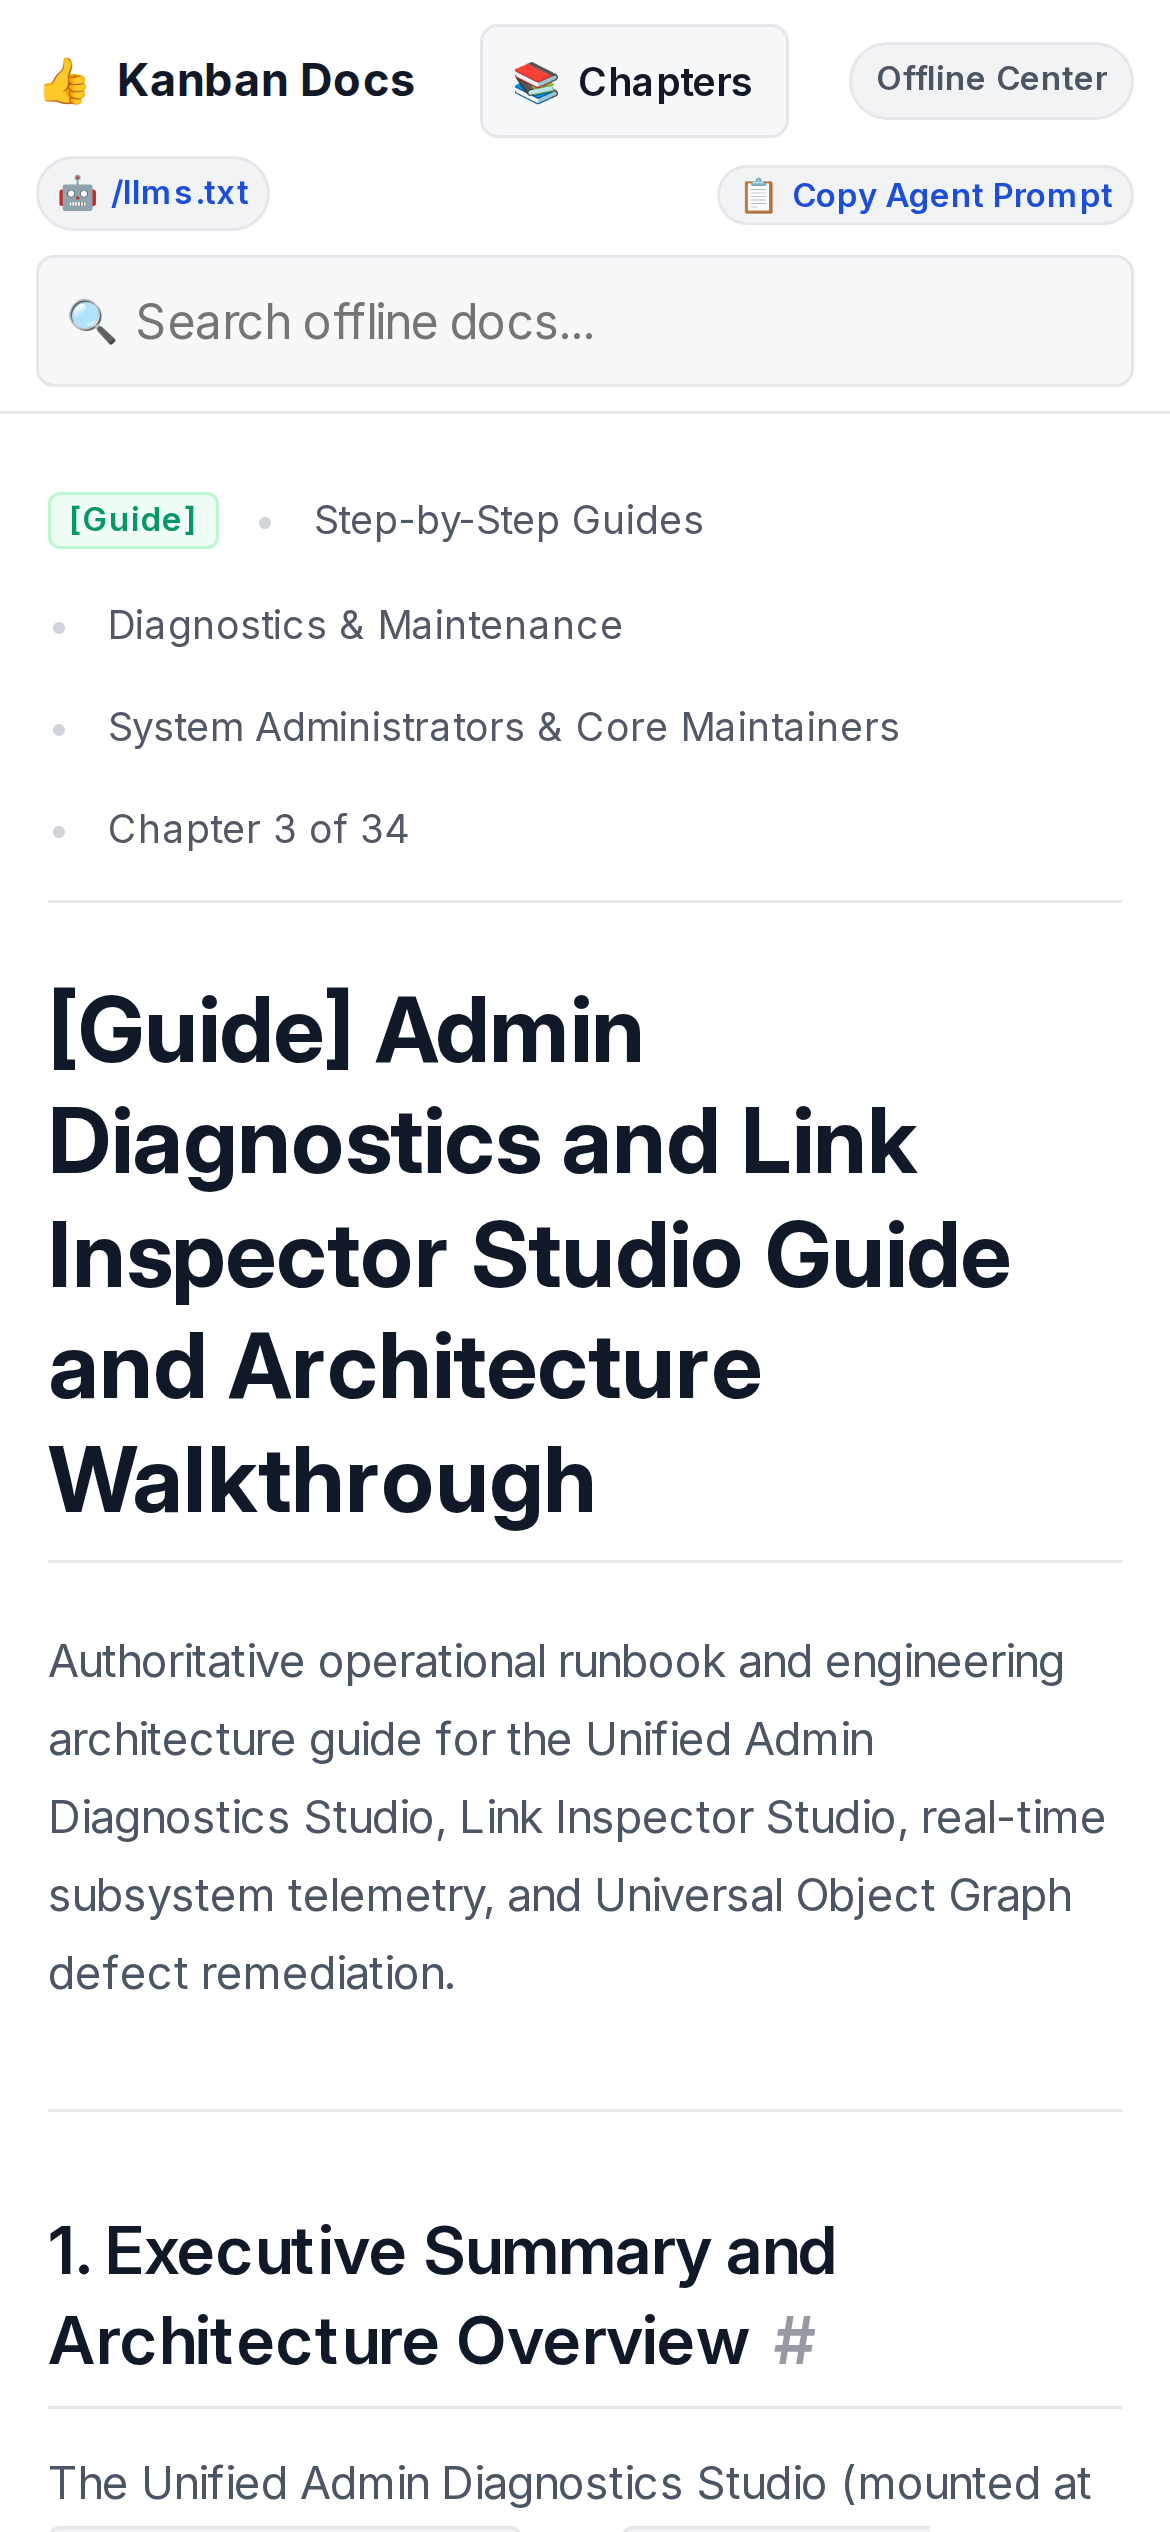 👍 Kanban Docs
📚 Chapters
Offline Center
🤖 /llms.txt
📋 Copy Agent Prompt
🔍 Search offline docs...
[Guide] • Step-by-Step Guides
• Diagnostics & Maintenance
• System Administrators & Core Maintainers
• Chapter 3 of 34
[Guide] Admin
Diagnostics and Link
Inspector Studio Guide
and Architecture
Walkthrough
Authoritative operational runbook and engineering
architecture guide for the Unified Admin
Diagnostics Studio, Link Inspector Studio, real-time
subsystem telemetry, and Universal Object Graph
defect remediation.
1. Executive Summary and
Architecture Overview #
The Unified Admin Diagnostics Studio (mounted at